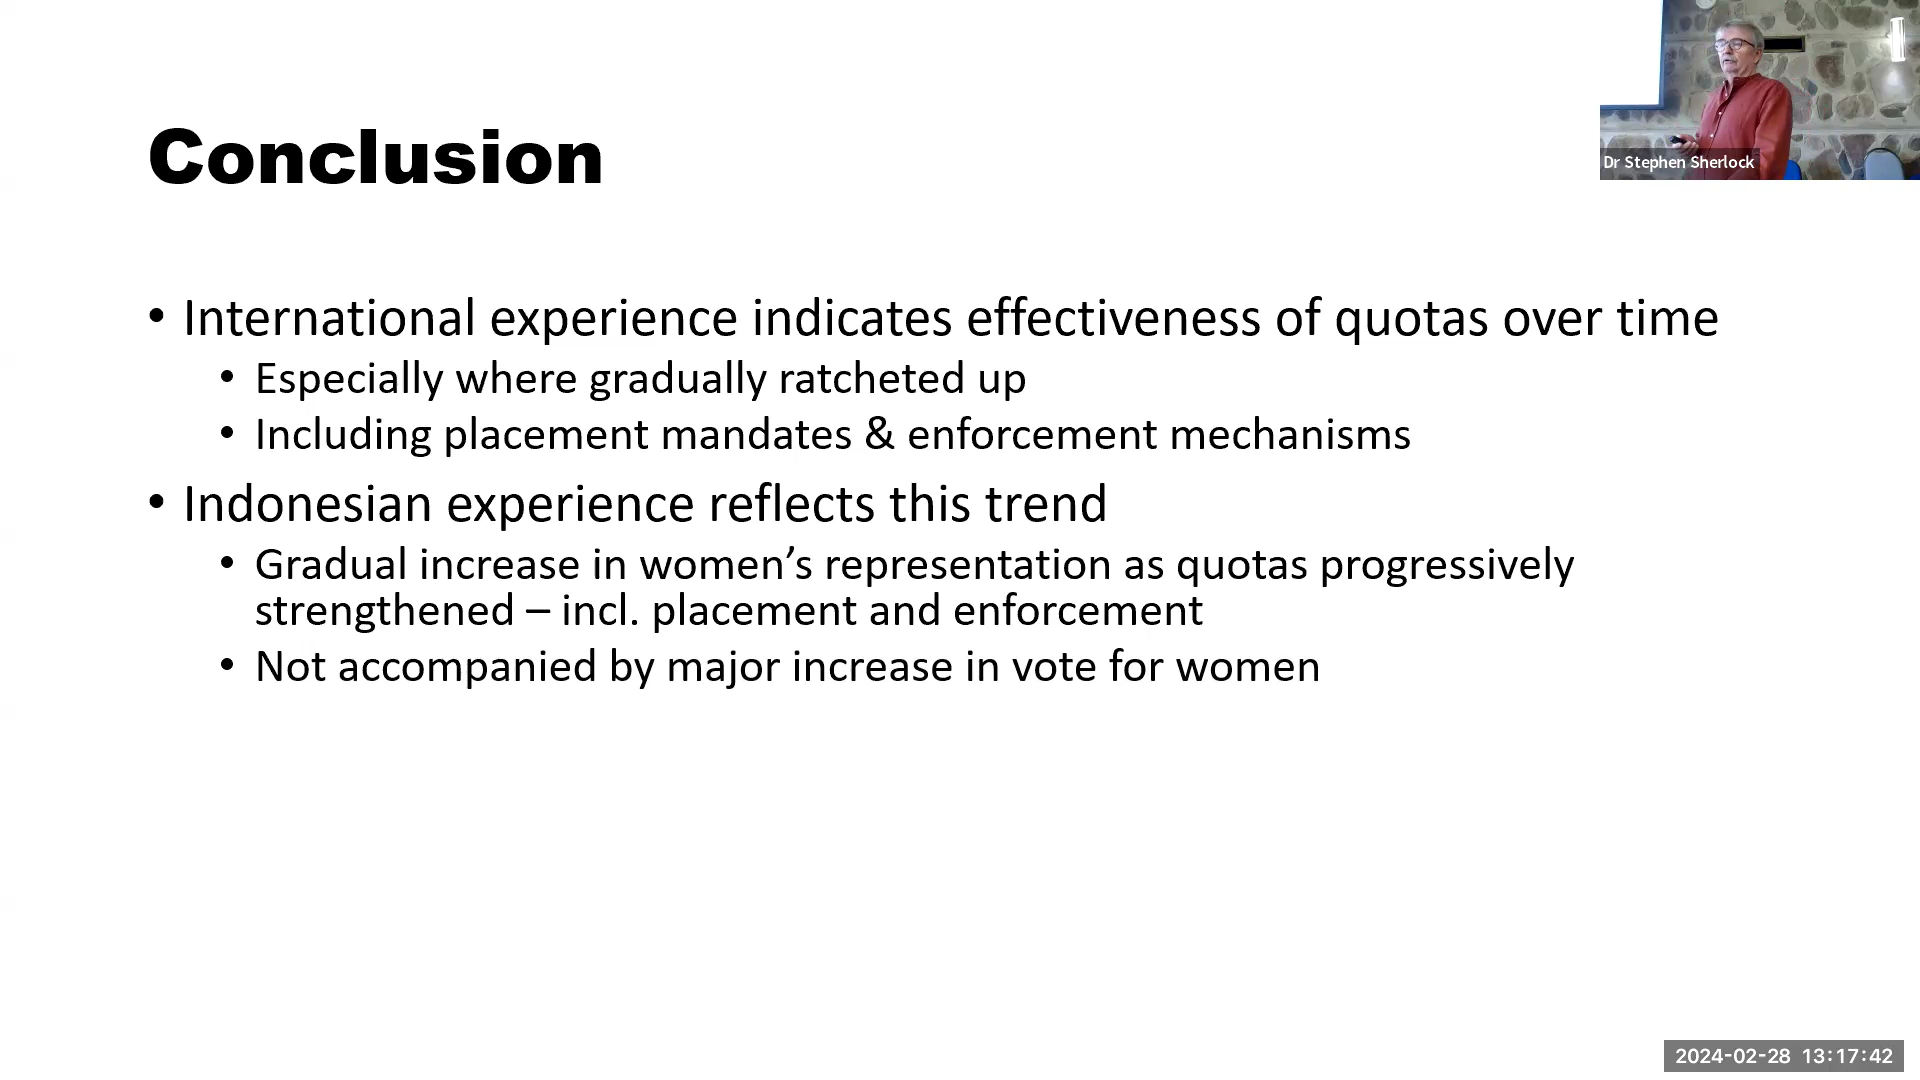 Conclusion
Dr Stephen Sherlock
• International experience indicates effectiveness of quotas over time
• Especially where gradually ratcheted up
• Including placement mandates & enforcement mechanisms
• Indonesian experience reflects this trend
• Gradual increase in women’s representation as quotas progressively
strengthened – incl. placement and enforcement
• Not accompanied by major increase in vote for women
2024-02-28 13:17:42